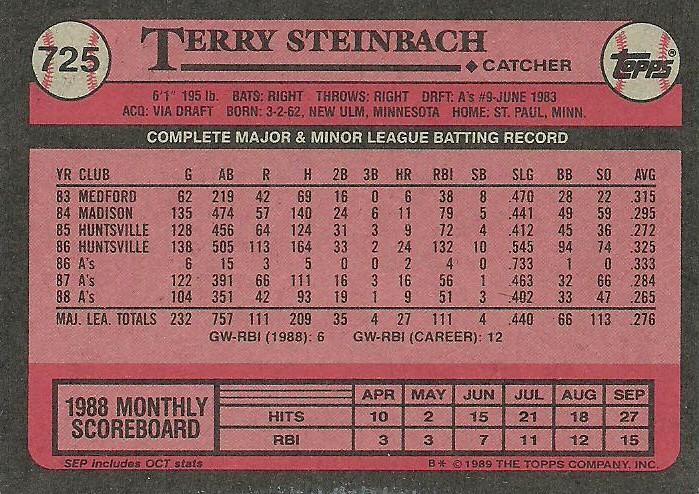 725
TERRY STEINBACH
Topps®
◆ CATCHER
6'1" 195 lb. BATS: RIGHT THROWS: RIGHT DRFT: A's #9-JUNE 1983
ACQ: VIA DRAFT BORN: 3-2-62, NEW ULM, MINNESOTA HOME: ST. PAUL, MINN.
COMPLETE MAJOR & MINOR LEAGUE BATTING RECORD
YR CLUB G AB R H 2B 3B HR RBI SB SLG BB SO AVG
83 MEDFORD 62 219 42 69 16 0 6 38 8 .470 28 22 .315
84 MADISON 135 474 57 140 24 6 11 79 5 .441 49 59 .295
85 HUNTSVILLE 128 456 64 124 31 3 9 72 4 .412 45 36 .272
86 HUNTSVILLE 138 505 113 164 33 2 24 132 10 .545 94 74 .325
86 A's 6 15 3 5 0 0 2 4 0 .733 1 0 .333
87 A's 122 391 66 111 16 3 16 56 1 .463 32 66 .284
88 A's 104 351 42 93 19 1 9 51 3 .402 33 47 .265
MAJ. LEA. TOTALS 232 757 111 209 35 4 27 111 4 .440 66 113 .276
GW-RBI (1988): 6 GW-RBI (CAREER): 12
1988 MONTHLY SCOREBOARD
APR MAY JUN JUL AUG SEP
HITS 10 2 15 21 18 27
RBI 3 3 7 11 12 15
SEP includes OCT stats
B* © 1989 THE TOPPS COMPANY, INC.